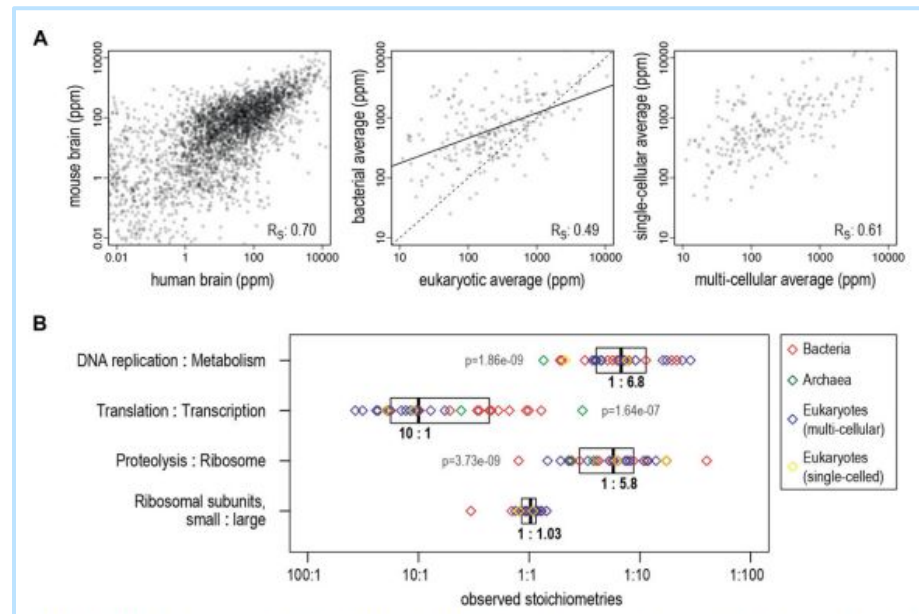 A
mouse brain (ppm)
10000
100
1
0.01
R_S: 0.70
0.01 1 100 10000
human brain (ppm)
bacterial average (ppm)
10000
1000
100
10
R_S: 0.49
10 100 1000 10000
eukaryotic average (ppm)
single-cellular average (ppm)
10000
1000
100
10
R_S: 0.61
10 100 1000 10000
multi-cellular average (ppm)
B
DNA replication : Metabolism
p=1.86e-09
1 : 6.8
Translation : Transcription
p=1.64e-07
10 : 1
Proteolysis : Ribosome
p=3.73e-09
1 : 5.8
Ribosomal subunits,
small : large
1 : 1.03
100:1 10:1 1:1 1:10 1:100
observed stoichiometries
Bacteria
Archaea
Eukaryotes
(multi-cellular)
Eukaryotes
(single-celled)